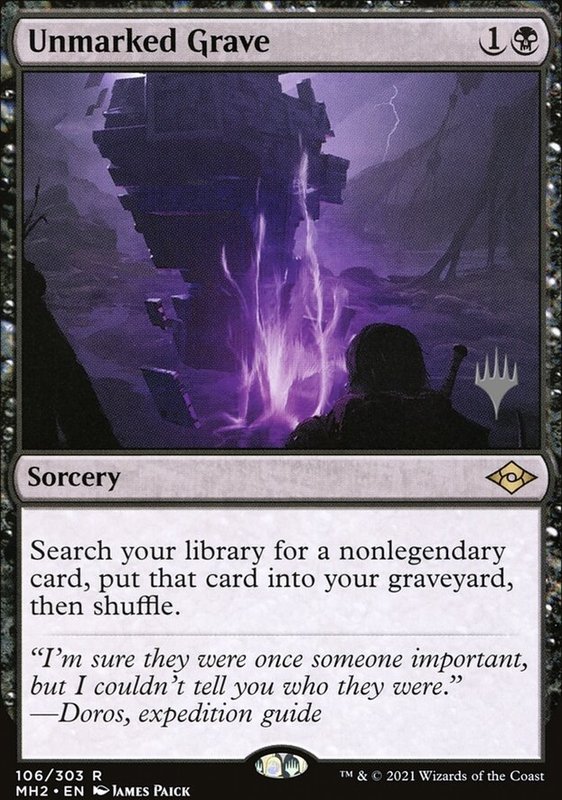 Unmarked Grave 1
Sorcery
Search your library for a nonlegendary
card, put that card into your graveyard,
then shuffle.
“I’m sure they were once someone important,
but I couldn’t tell you who they were.”
—Doros, expedition guide
106/303 R
MH2 • EN James Paick
™ & © 2021 Wizards of the Coast